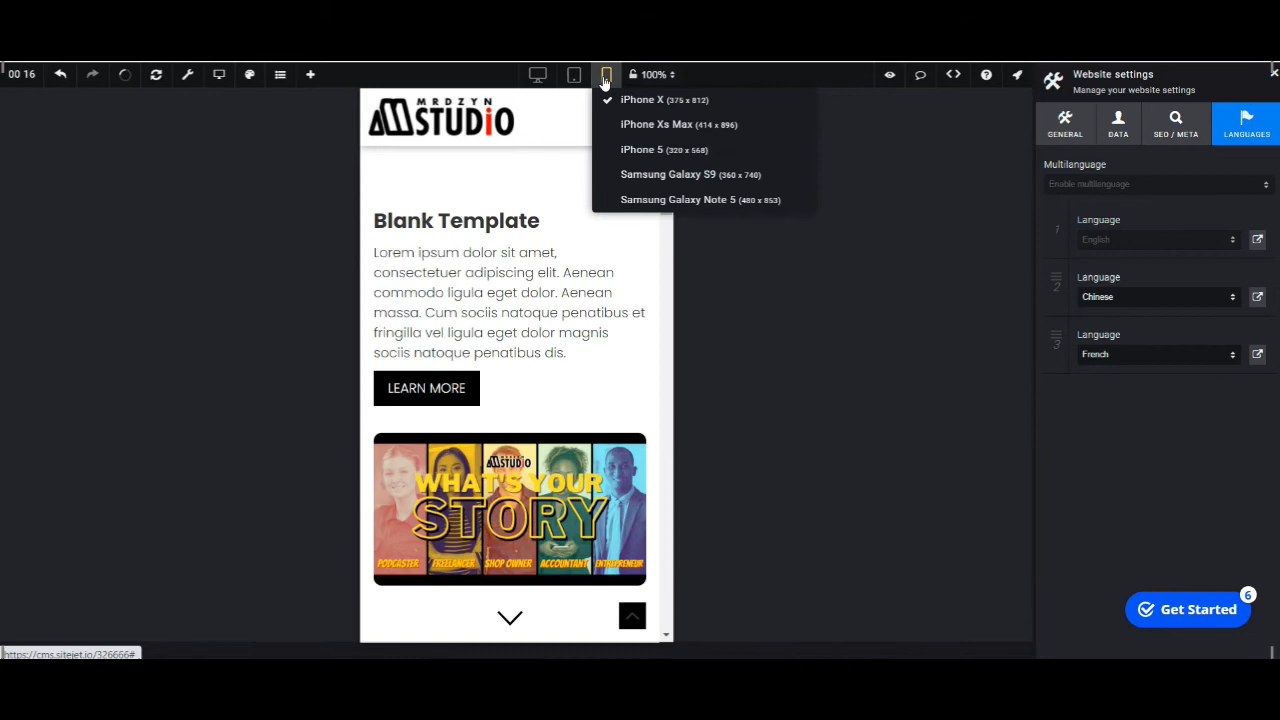 00 16
100%
Website settings
Manage your website settings
GENERAL
DATA
SEO / META
LANGUAGES
Multilanguage
Enable multilanguage
1
Language
English
2
Language
Chinese
3
Language
French
iPhone X (375 x 812)
iPhone Xs Max (414 x 896)
iPhone 5 (320 x 568)
Samsung Galaxy S9 (360 x 740)
Samsung Galaxy Note 5 (480 x 853)
MRDZYN
STUDiO
Blank Template
Lorem ipsum dolor sit amet,
consectetuer adipiscing elit. Aenean
commodo ligula eget dolor. Aenean
massa. Cum sociis natoque penatibus et
fringilla vel ligula eget dolor magnis
sociis natoque penatibus dis.
LEARN MORE
STUDiO
WHAT'S YOUR
STORY
PODCASTER
FREELANCER
SHOP OWNER
ACCOUNTANT
ENTREPRENEUR
Get Started
6
https://cms.sitejet.io/326666#